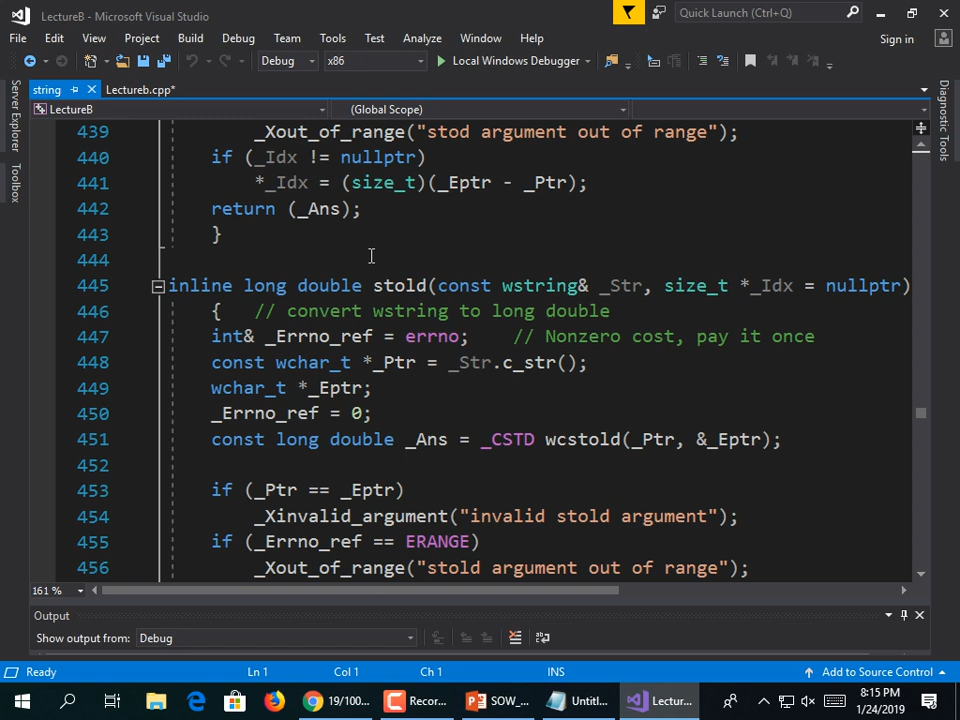 LectureB - Microsoft Visual Studio
Quick Launch (Ctrl+Q)
File Edit View Project Build Debug Team Tools Test Analyze Window Help
Sign in
Debug x86 Local Windows Debugger
string Lectureb.cpp*
LectureB (Global Scope)
Server Explorer
Toolbox
Diagnostic Tools
439 _Xout_of_range("stod argument out of range");
440 if (_Idx != nullptr)
441 *_Idx = (size_t)(_Eptr - _Ptr);
442 return (_Ans);
443 }
444
445 inline long double stold(const wstring& _Str, size_t *_Idx = nullptr)
446 { // convert wstring to long double
447 int& _Errno_ref = errno; // Nonzero cost, pay it once
448 const wchar_t *_Ptr = _Str.c_str();
449 wchar_t *_Eptr;
450 _Errno_ref = 0;
451 const long double _Ans = _CSTD wcstold(_Ptr, &_Eptr);
452
453 if (_Ptr == _Eptr)
454 _Xinvalid_argument("invalid stold argument");
455 if (_Errno_ref == ERANGE)
456 _Xout_of_range("stold argument out of range");
161 %
Output
Show output from: Debug
Ready Ln 1 Col 1 Ch 1 INS Add to Source Control
19/100... Recor... SOW_... Untitl... Lectur...
8:15 PM
1/24/2019